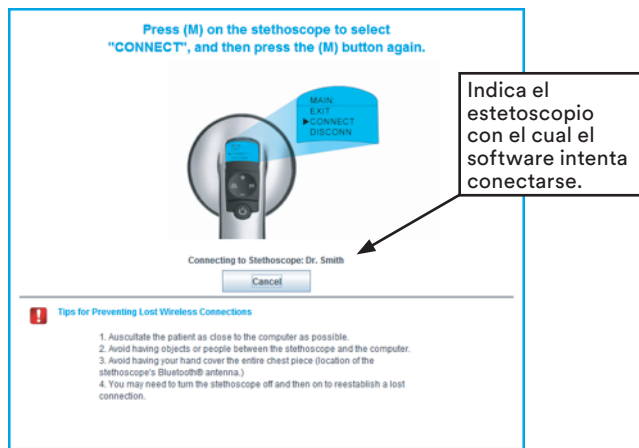 Press (M) on the stethoscope to select
"CONNECT", and then press the (M) button again.
MAIN
EXIT
▶CONNECT
DISCONN
Indica el
estetoscopio
con el cual el
software intenta
conectarse.
Connecting to Stethoscope: Dr. Smith
Cancel
Tips for Preventing Lost Wireless Connections
1. Auscultate the patient as close to the computer as possible.
2. Avoid having objects or people between the stethoscope and the computer.
3. Avoid having your hand cover the entire chest piece (location of the
stethoscope's Bluetooth® antenna.)
4. You may need to turn the stethoscope off and then on to reestablish a lost
connection.